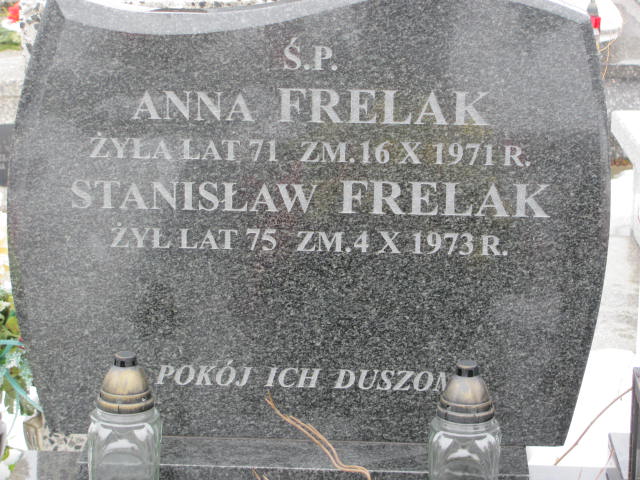 Ś.P.
ANNA FRELAK
ŻYŁA LAT 71 ZM. 16 X 1971 R.
STANISŁAW FRELAK
ŻYŁ LAT 75 ZM. 4 X 1973 R.
POKÓJ ICH DUSZOM